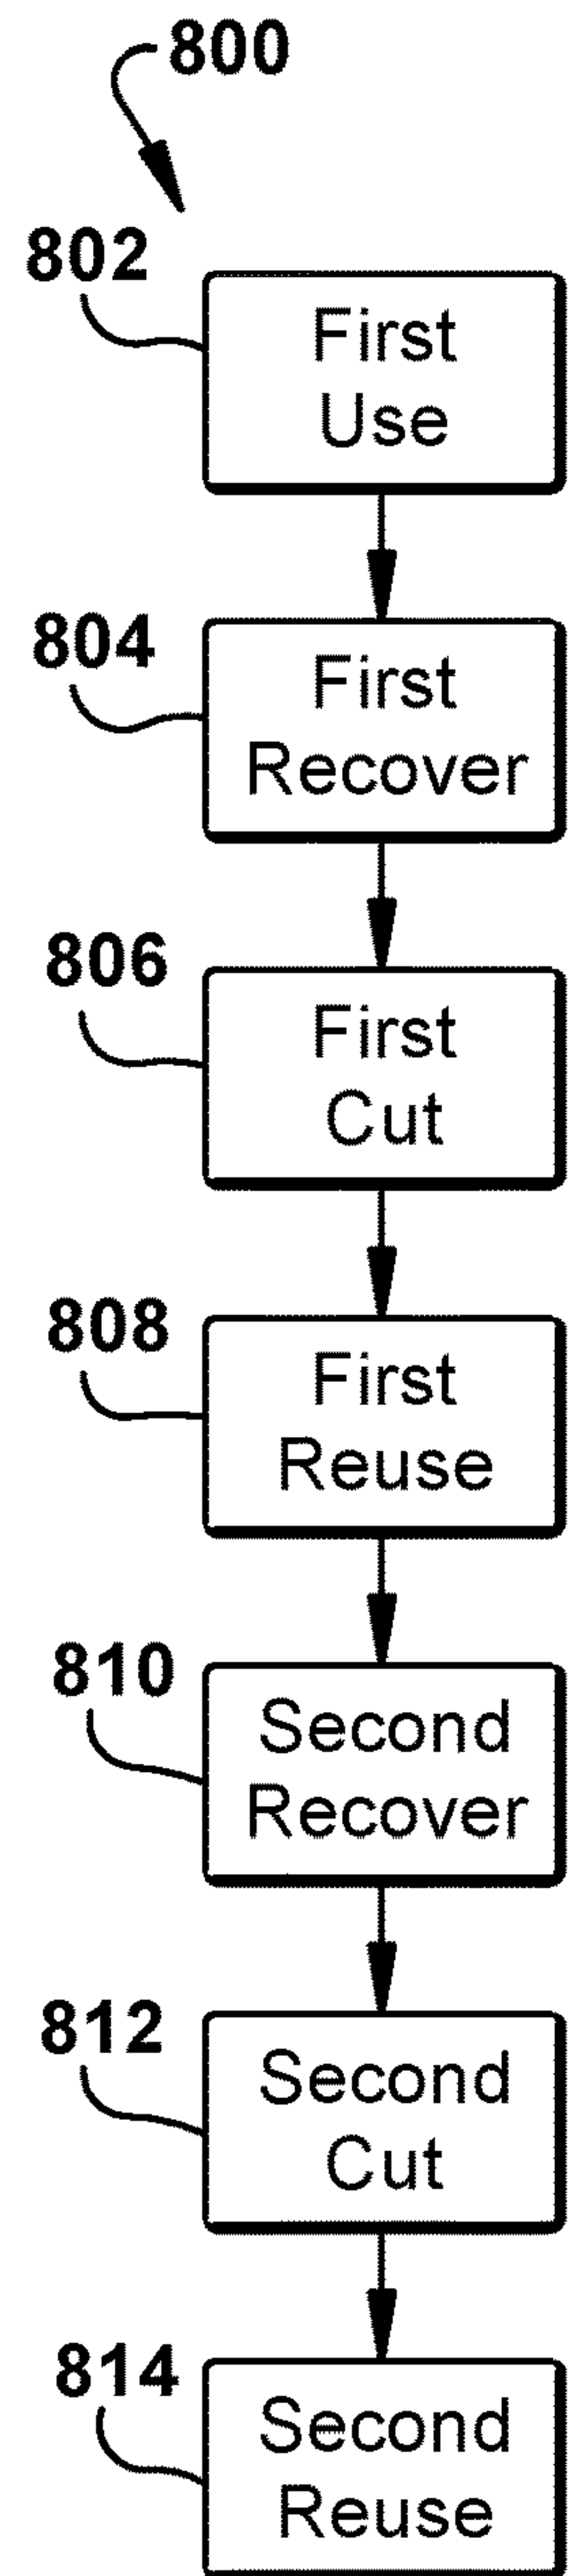 800
802
First
Use
804
First
Recover
806
First
Cut
808
First
Reuse
810
Second
Recover
812
Second
Cut
814
Second
Reuse